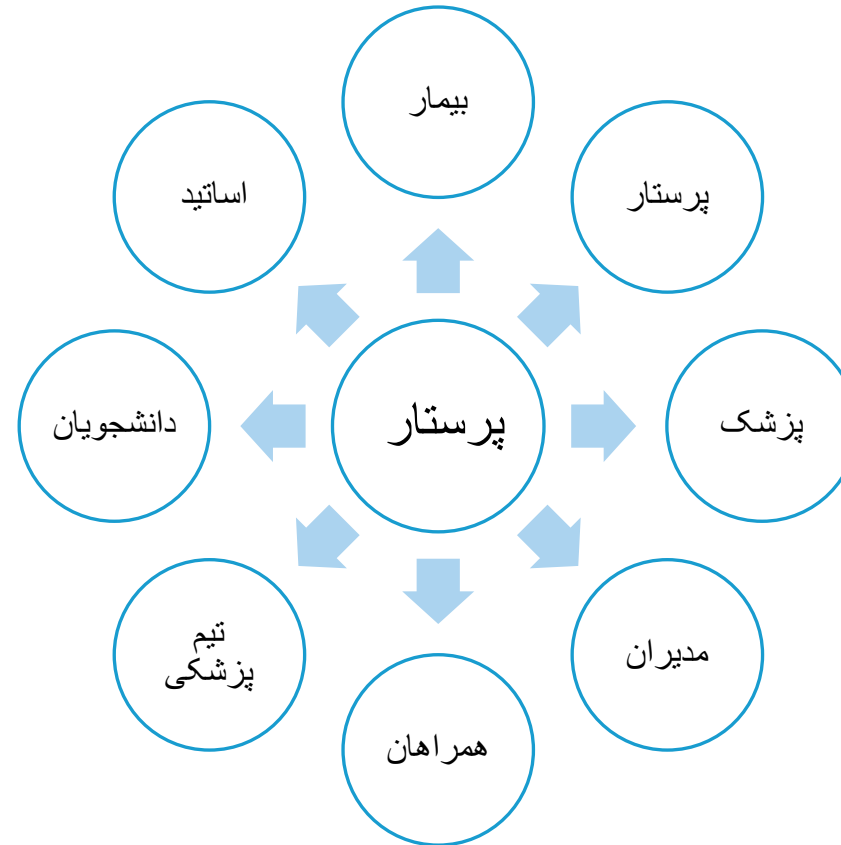 بیمار
پرستار
اساتید
پرستار
پزشک
دانشجویان
مدیران
تیم
پزشکی
همراهان